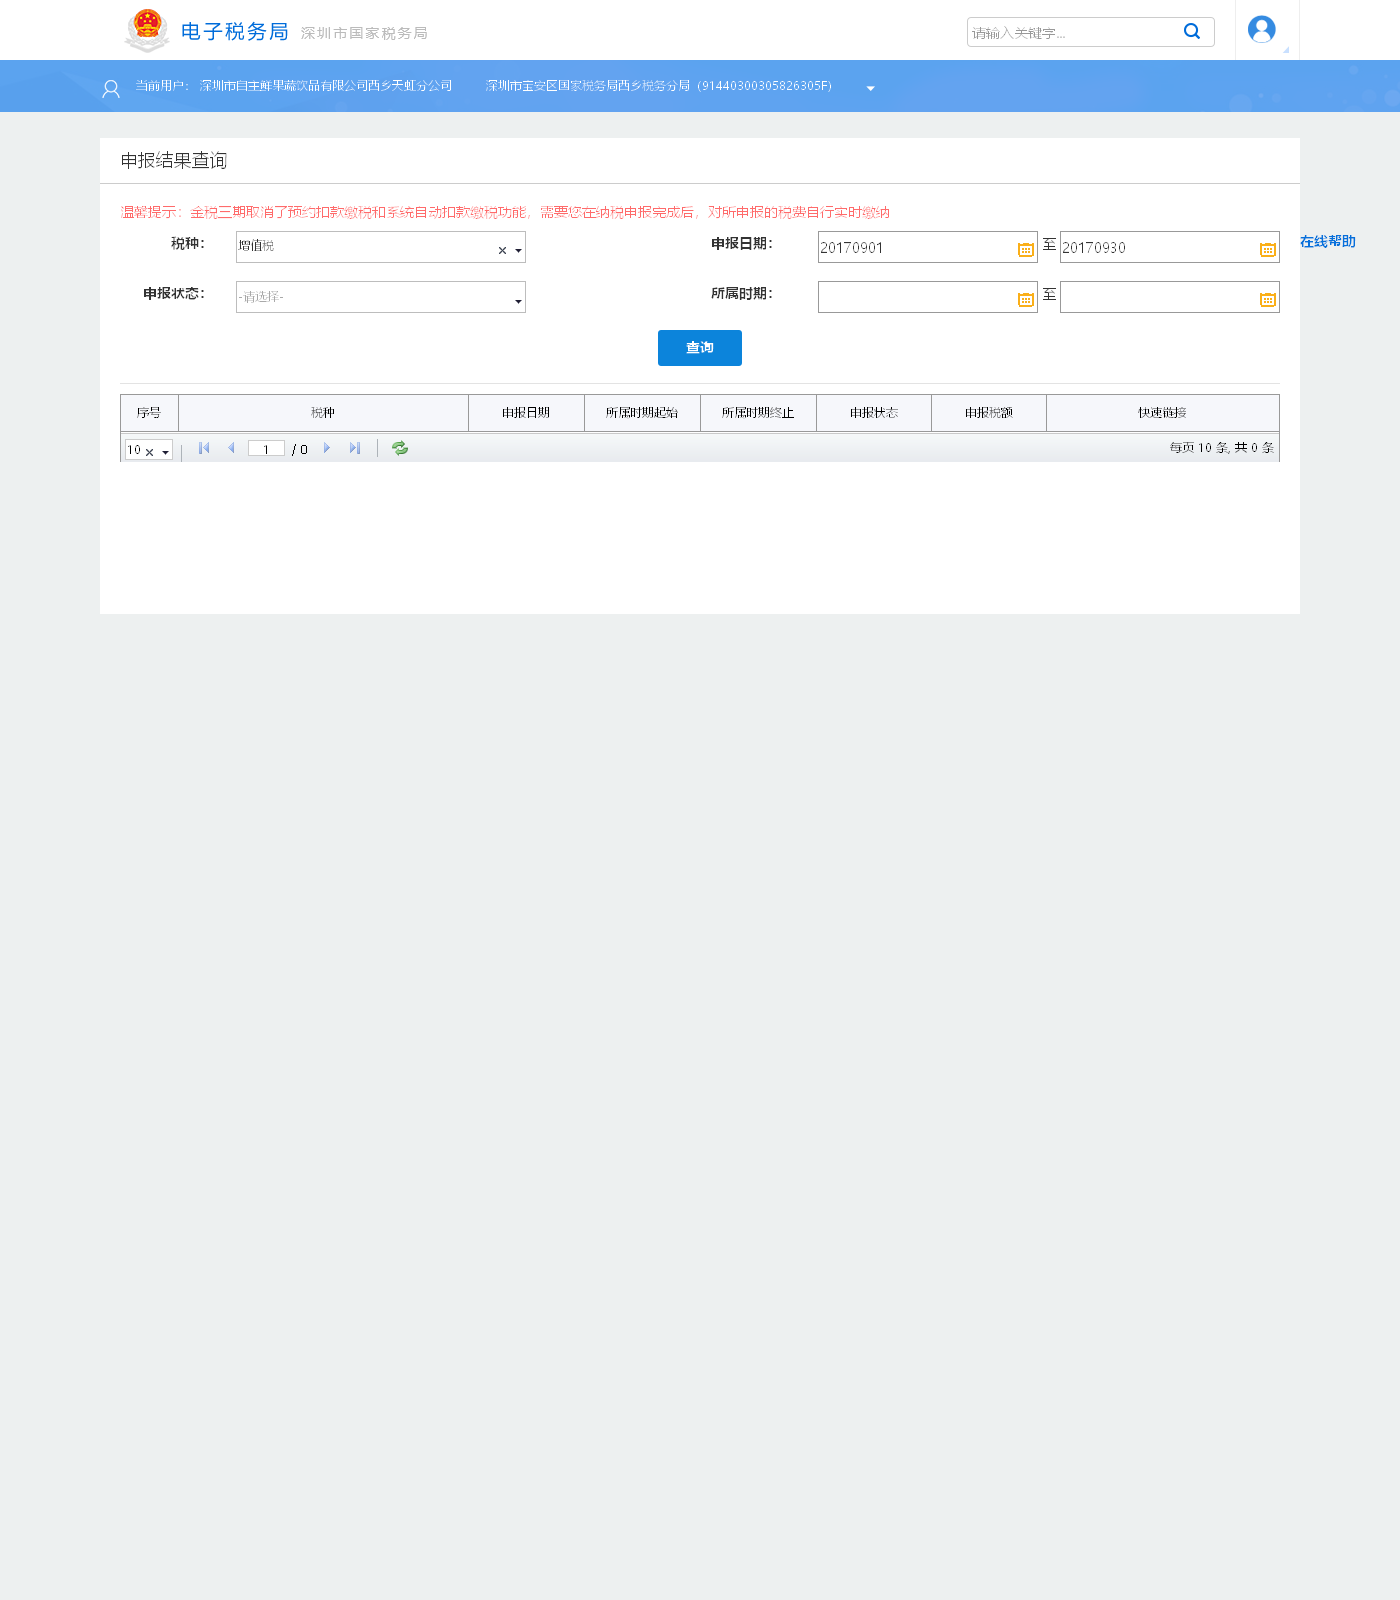 电子税务局 深圳市国家税务局
请输入关键字...
当前用户： 深圳市自主鲜果蔬饮品有限公司西乡天虹分公司 深圳市宝安区国家税务局西乡税务分局 (91440300305826305F)
申报结果查询
温馨提示：金税三期取消了预约扣款缴税和系统自动扣款缴税功能，需要您在纳税申报完成后，对所申报的税费自行实时缴纳
税种： 增值税 申报日期： 20170901 至 20170930 在线帮助
申报状态： -请选择- 所属时期： 至
查询
序号 税种 申报日期 所属时期起始 所属时期终止 申报状态 申报税额 快速链接
10 1 / 0 每页 10 条, 共 0 条